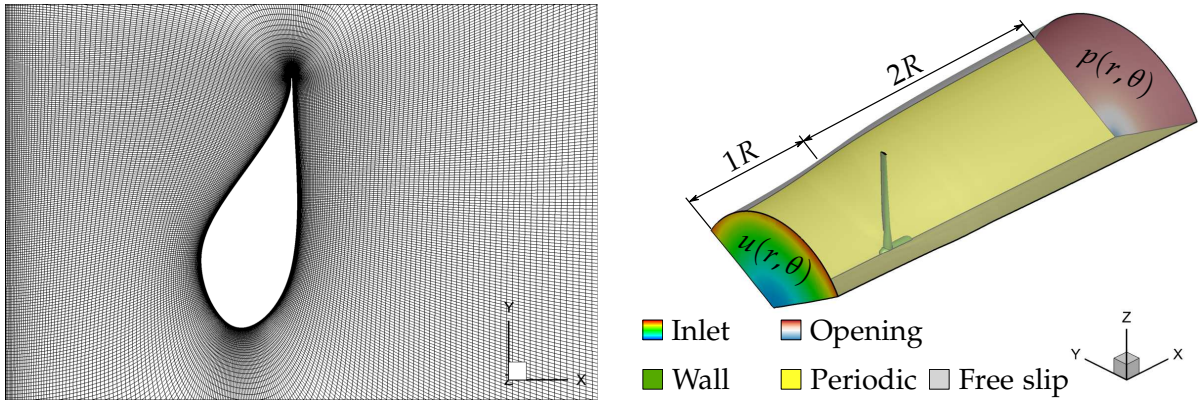 Y
Z X
1R
2R
p(r, θ)
u(r, θ)
Inlet Opening
Wall Periodic Free slip
Z
Y X